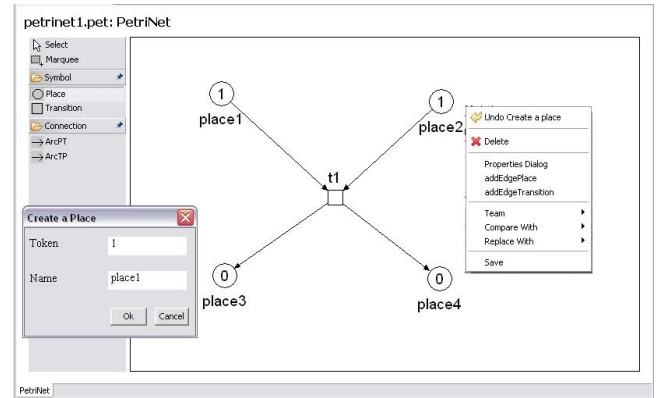 petrinet1.pet: PetriNet
Select
Marquee
Symbol
Place
Transition
Connection
ArcPT
ArcTP
1
place1
1
place2
t1
0
place3
0
place4
Undo Create a place
Delete
Properties Dialog
addEdgePlace
addEdgeTransition
Team
Compare With
Replace With
Save
Create a Place
Token
1
Name
place1
Ok
Cancel
PetriNet